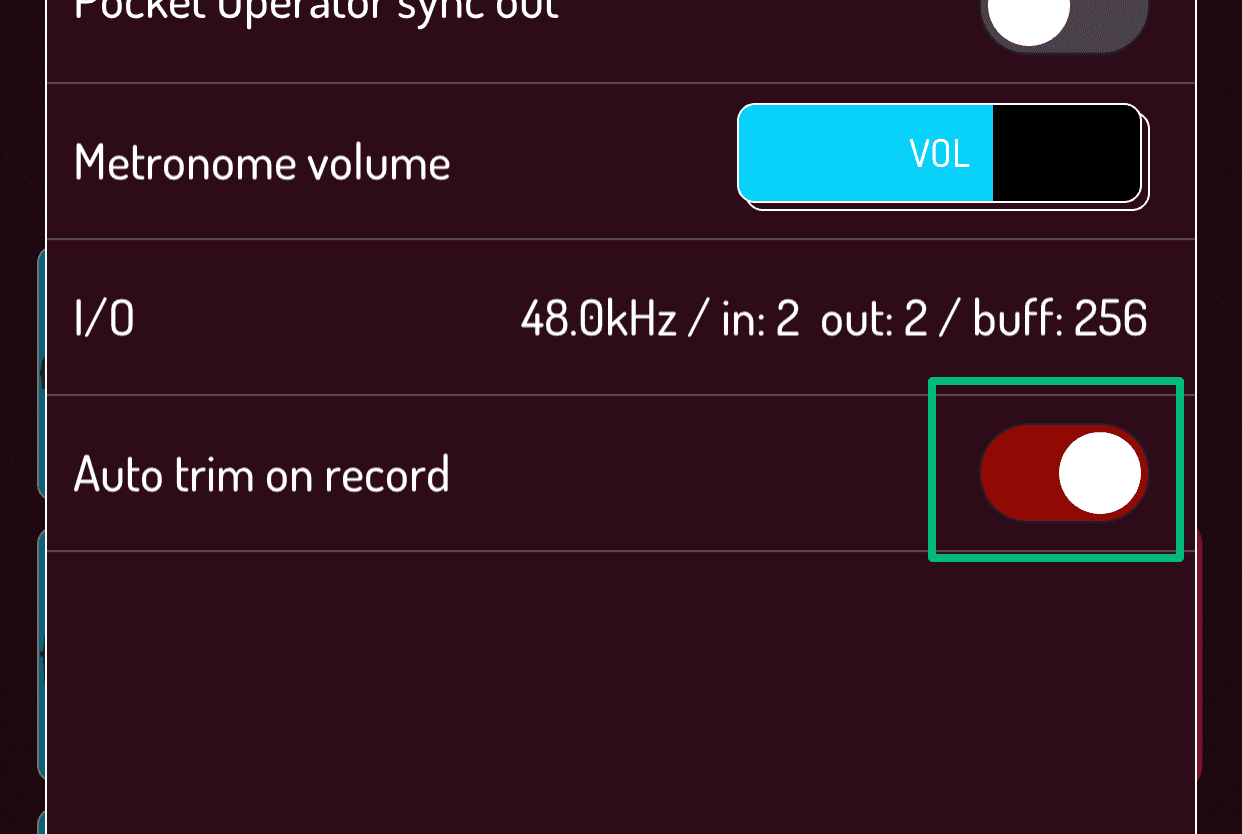 Pocket Operator sync out
Metronome volume
VOL
I/O
48.0kHz / in: 2 out: 2 / buff: 256
Auto trim on record